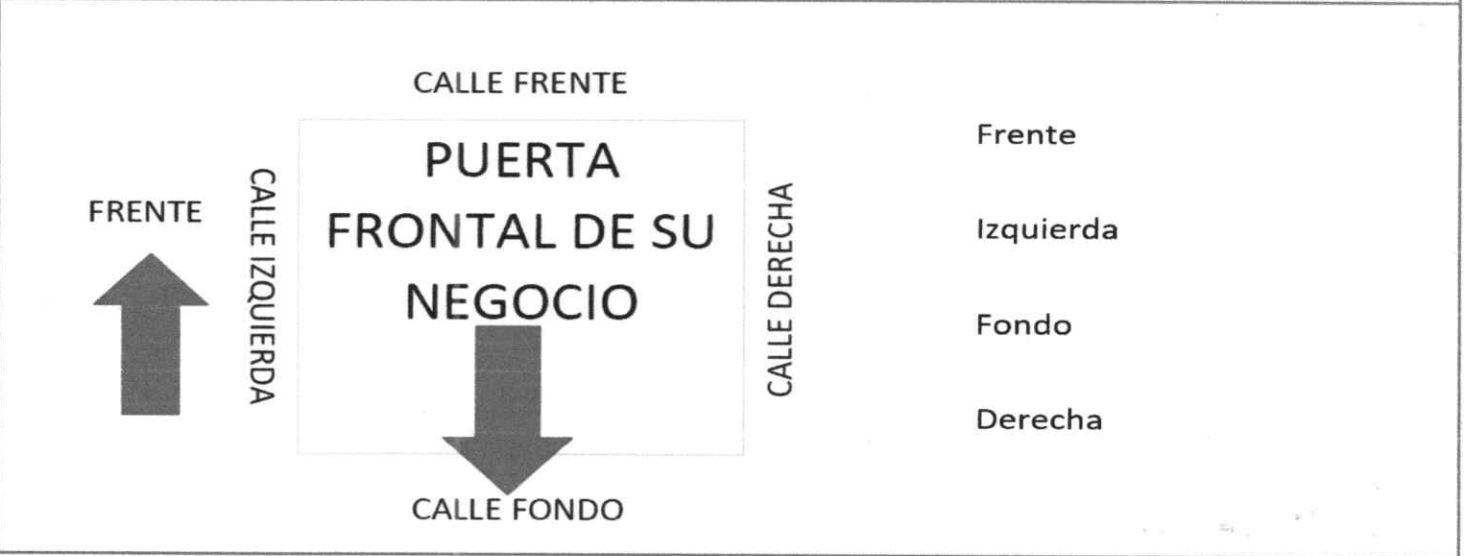 CALLE FRENTE
PUERTA
FRONTAL DE SU
NEGOCIO
FRENTE
CALLE IZQUIERDA
CALLE DERECHA
CALLE FONDO
Frente
Izquierda
Fondo
Derecha